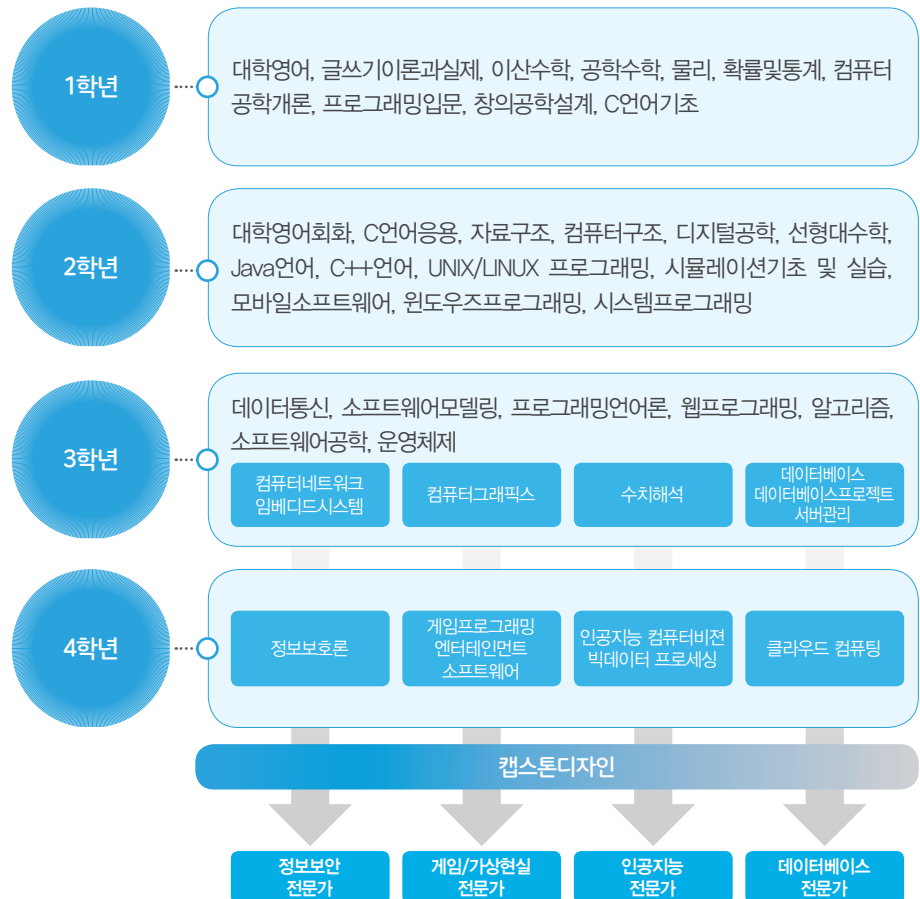 1학년
대학영어, 글쓰기이론과실제, 이산수학, 공학수학, 물리, 확률및통계, 컴퓨터
공학개론, 프로그래밍입문, 창의공학설계, C언어기초
2학년
대학영어회화, C언어응용, 자료구조, 컴퓨터구조, 디지털공학, 선형대수학,
Java언어, C++언어, UNIX/LINUX 프로그래밍, 시뮬레이션기초 및 실습,
모바일소프트웨어, 윈도우즈프로그래밍, 시스템프로그래밍
3학년
데이터통신, 소프트웨어모델링, 프로그래밍언어론, 웹프로그래밍, 알고리즘,
소프트웨어공학, 운영체제
컴퓨터네트워크
임베디드시스템
컴퓨터그래픽스
수치해석
데이터베이스
데이터베이스프로젝트
서버관리
4학년
정보보호론
게임프로그래밍
엔터테인먼트
소프트웨어
인공지능 컴퓨터비젼
빅데이터 프로세싱
클라우드 컴퓨팅
캡스톤디자인
정보보안
전문가
게임/가상현실
전문가
인공지능
전문가
데이터베이스
전문가